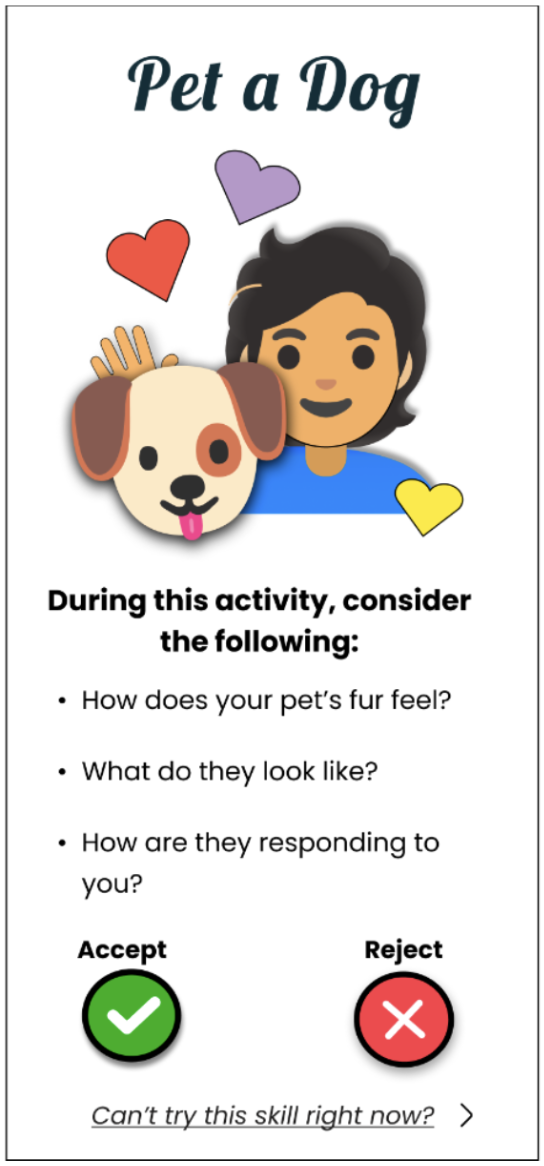 Pet a Dog
During this activity, consider
the following:
• How does your pet’s fur feel?
• What do they look like?
• How are they responding to
you?
Accept Reject
Can’t try this skill right now?